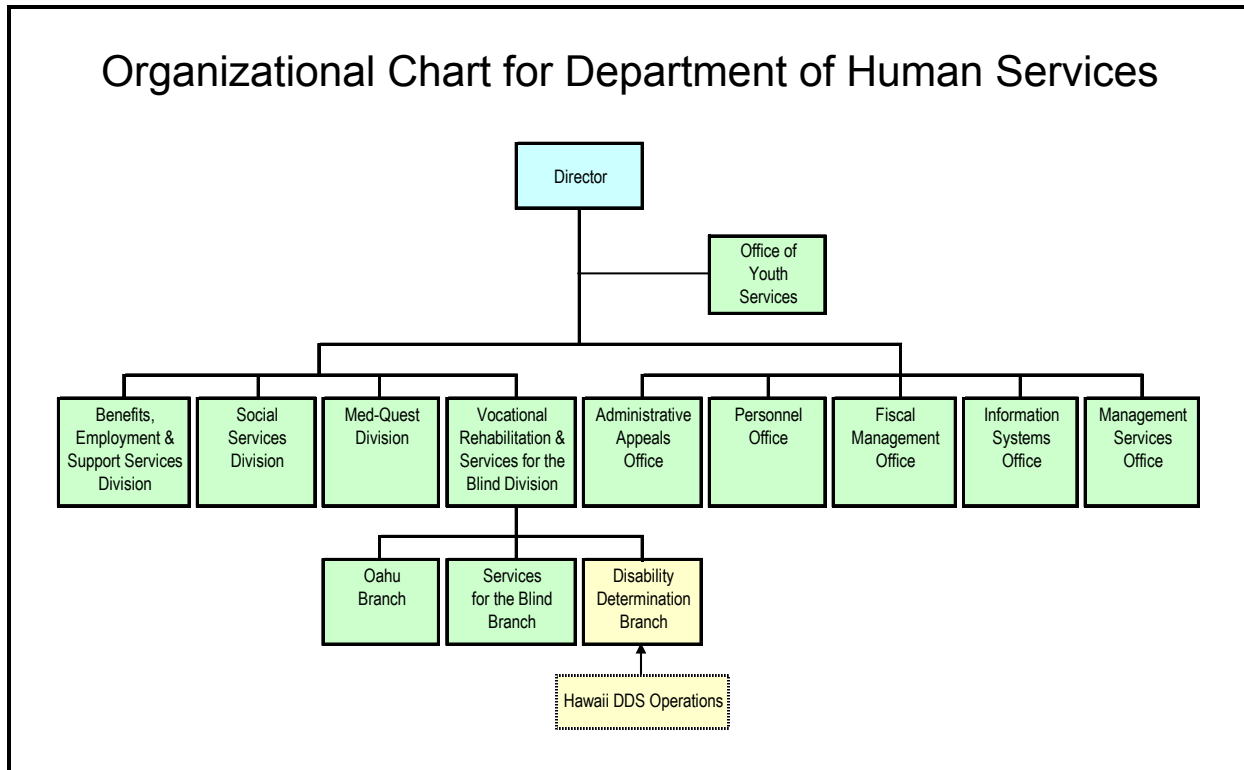 Organizational Chart for Department of Human Services
Director
Office of
Youth
Services
Benefits,
Employment &
Support Services
Division
Social
Services
Division
Med-Quest
Division
Vocational
Rehabilitation &
Services for the
Blind Division
Administrative
Appeals
Office
Personnel
Office
Fiscal
Management
Office
Information
Systems
Office
Management
Services
Office
Oahu
Branch
Services
for the Blind
Branch
Disability
Determination
Branch
Hawaii DDS Operations